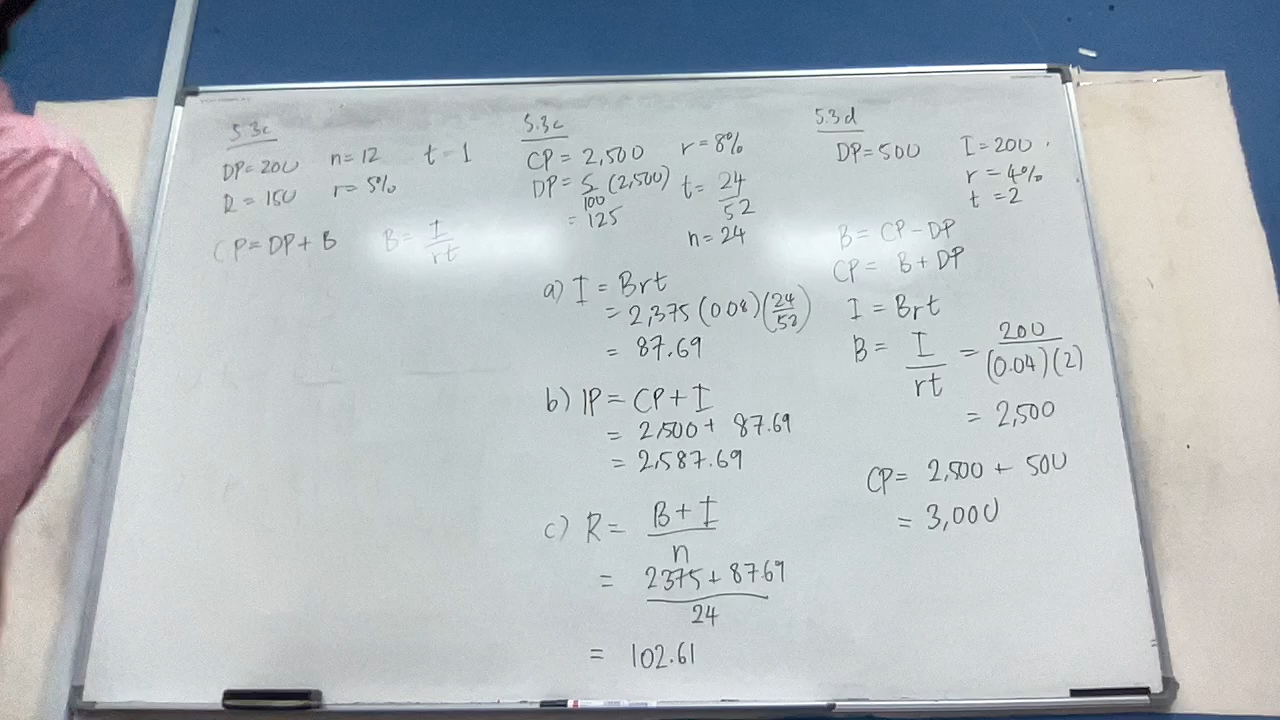 5.3c
DP=200 n=12 t=1
R=150 r=5%
CP=DP+B B= I
rt
5.3c
CP=2,500 r=8%
DP= 5 (2,500) t= 24
100 52
= 125
n=24
a) I = Brt
= 2,375 (0.08) (24
52)
= 87.69
b) IP = CP + I
= 2,500 + 87.69
= 2,587.69
c) R = B+I
n
= 2375 + 87.69
24
= 102.61
5.3d
DP=500 I=200
r=4%
t=2
B= CP-DP
CP= B+DP
I = Brt
B= I = 200
rt (0.04)(2)
= 2,500
CP= 2,500 + 500
= 3,000